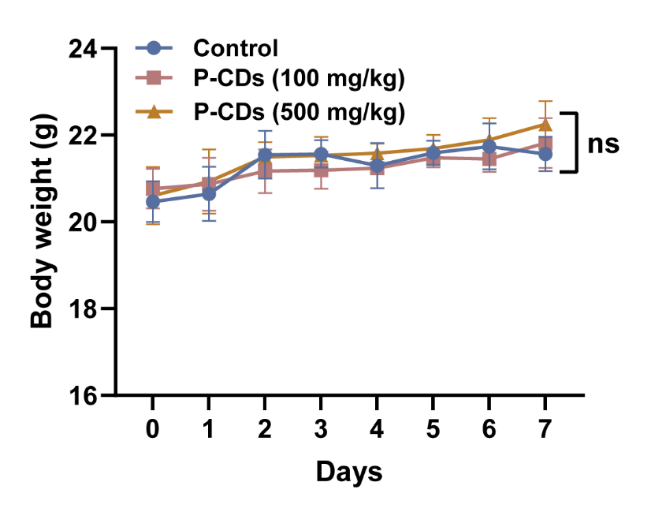 Control
P-CDs (100 mg/kg)
P-CDs (500 mg/kg)
ns
Body weight (g)
24
22
20
18
16
0 1 2 3 4 5 6 7
Days